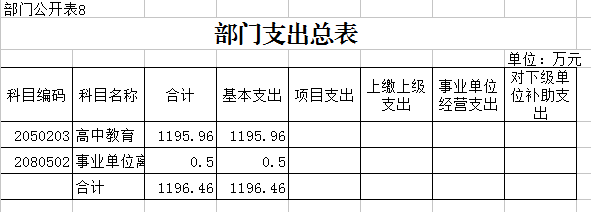 部门公开表8
部门支出总表
单位：万元
科目编码 科目名称 合计 基本支出 项目支出 上缴上级支出 事业单位经营支出 对下级单位补助支出
2050203 高中教育 1195.96 1195.96
2080502 事业单位离 0.5 0.5
合计 1196.46 1196.46